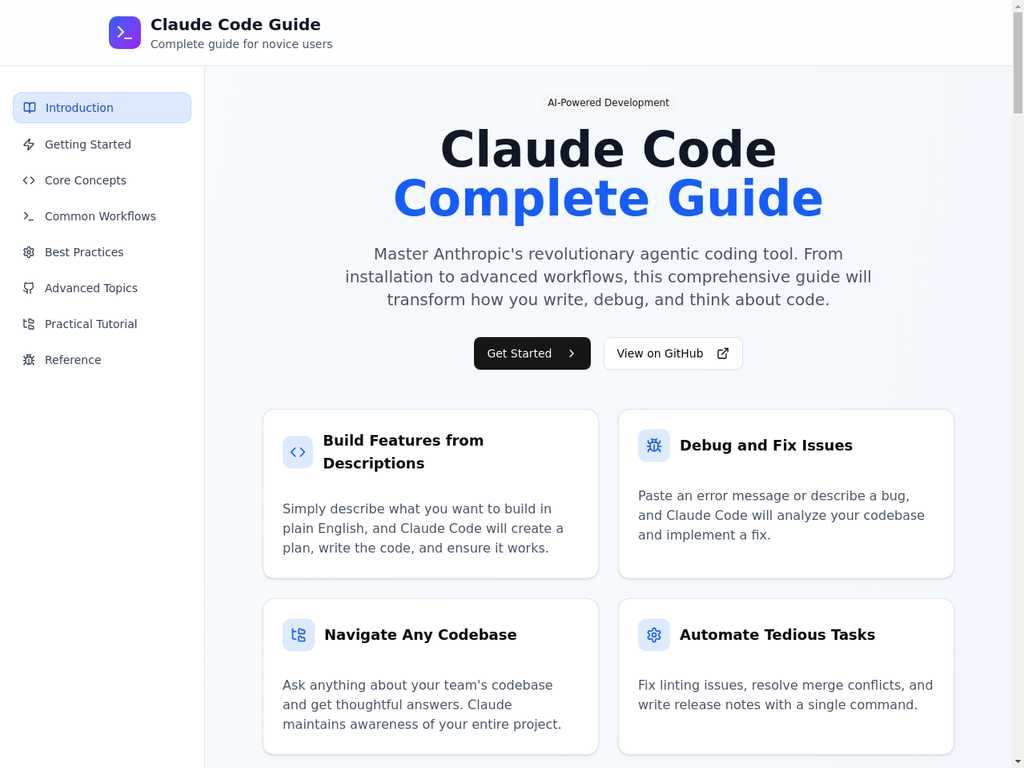 Claude Code Guide
Complete guide for novice users
Introduction
Getting Started
Core Concepts
Common Workflows
Best Practices
Advanced Topics
Practical Tutorial
Reference
AI-Powered Development
Claude Code
Complete Guide
Master Anthropic's revolutionary agentic coding tool. From
installation to advanced workflows, this comprehensive guide will
transform how you write, debug, and think about code.
Get Started
View on GitHub
Build Features from
Descriptions
Simply describe what you want to build in
plain English, and Claude Code will create a
plan, write the code, and ensure it works.
Debug and Fix Issues
Paste an error message or describe a bug,
and Claude Code will analyze your codebase
and implement a fix.
Navigate Any Codebase
Ask anything about your team's codebase
and get thoughtful answers. Claude
maintains awareness of your entire project.
Automate Tedious Tasks
Fix linting issues, resolve merge conflicts, and
write release notes with a single command.